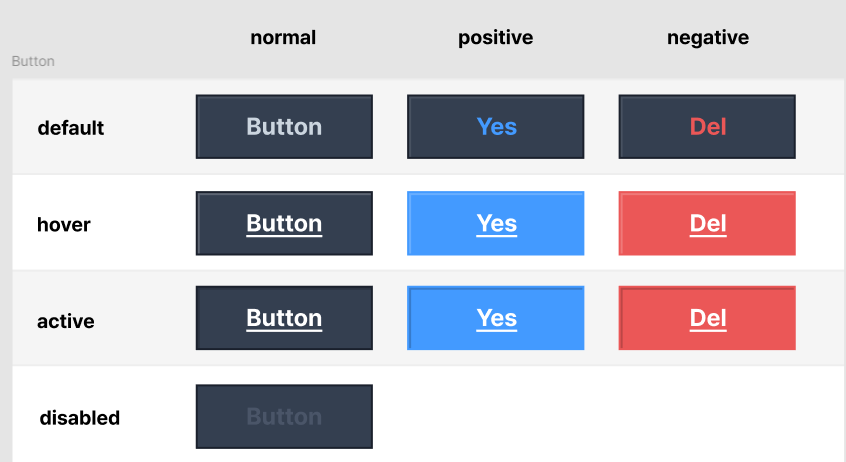 normal positive negative
Button
default Button Yes Del
hover Button Yes Del
active Button Yes Del
disabled Button